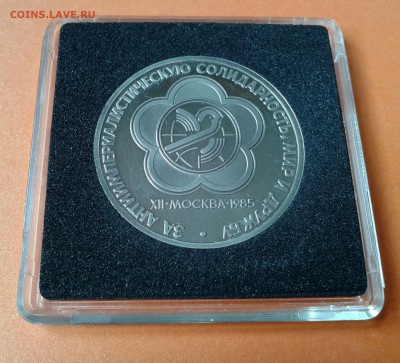 COINS.LAVE.RU
ЗА АНТИИМПЕРИАЛИСТИЧЕСКУЮ СОЛИДАРНОСТЬ, МИР И ДРУЖБУ
XII•МОСКВА•1985